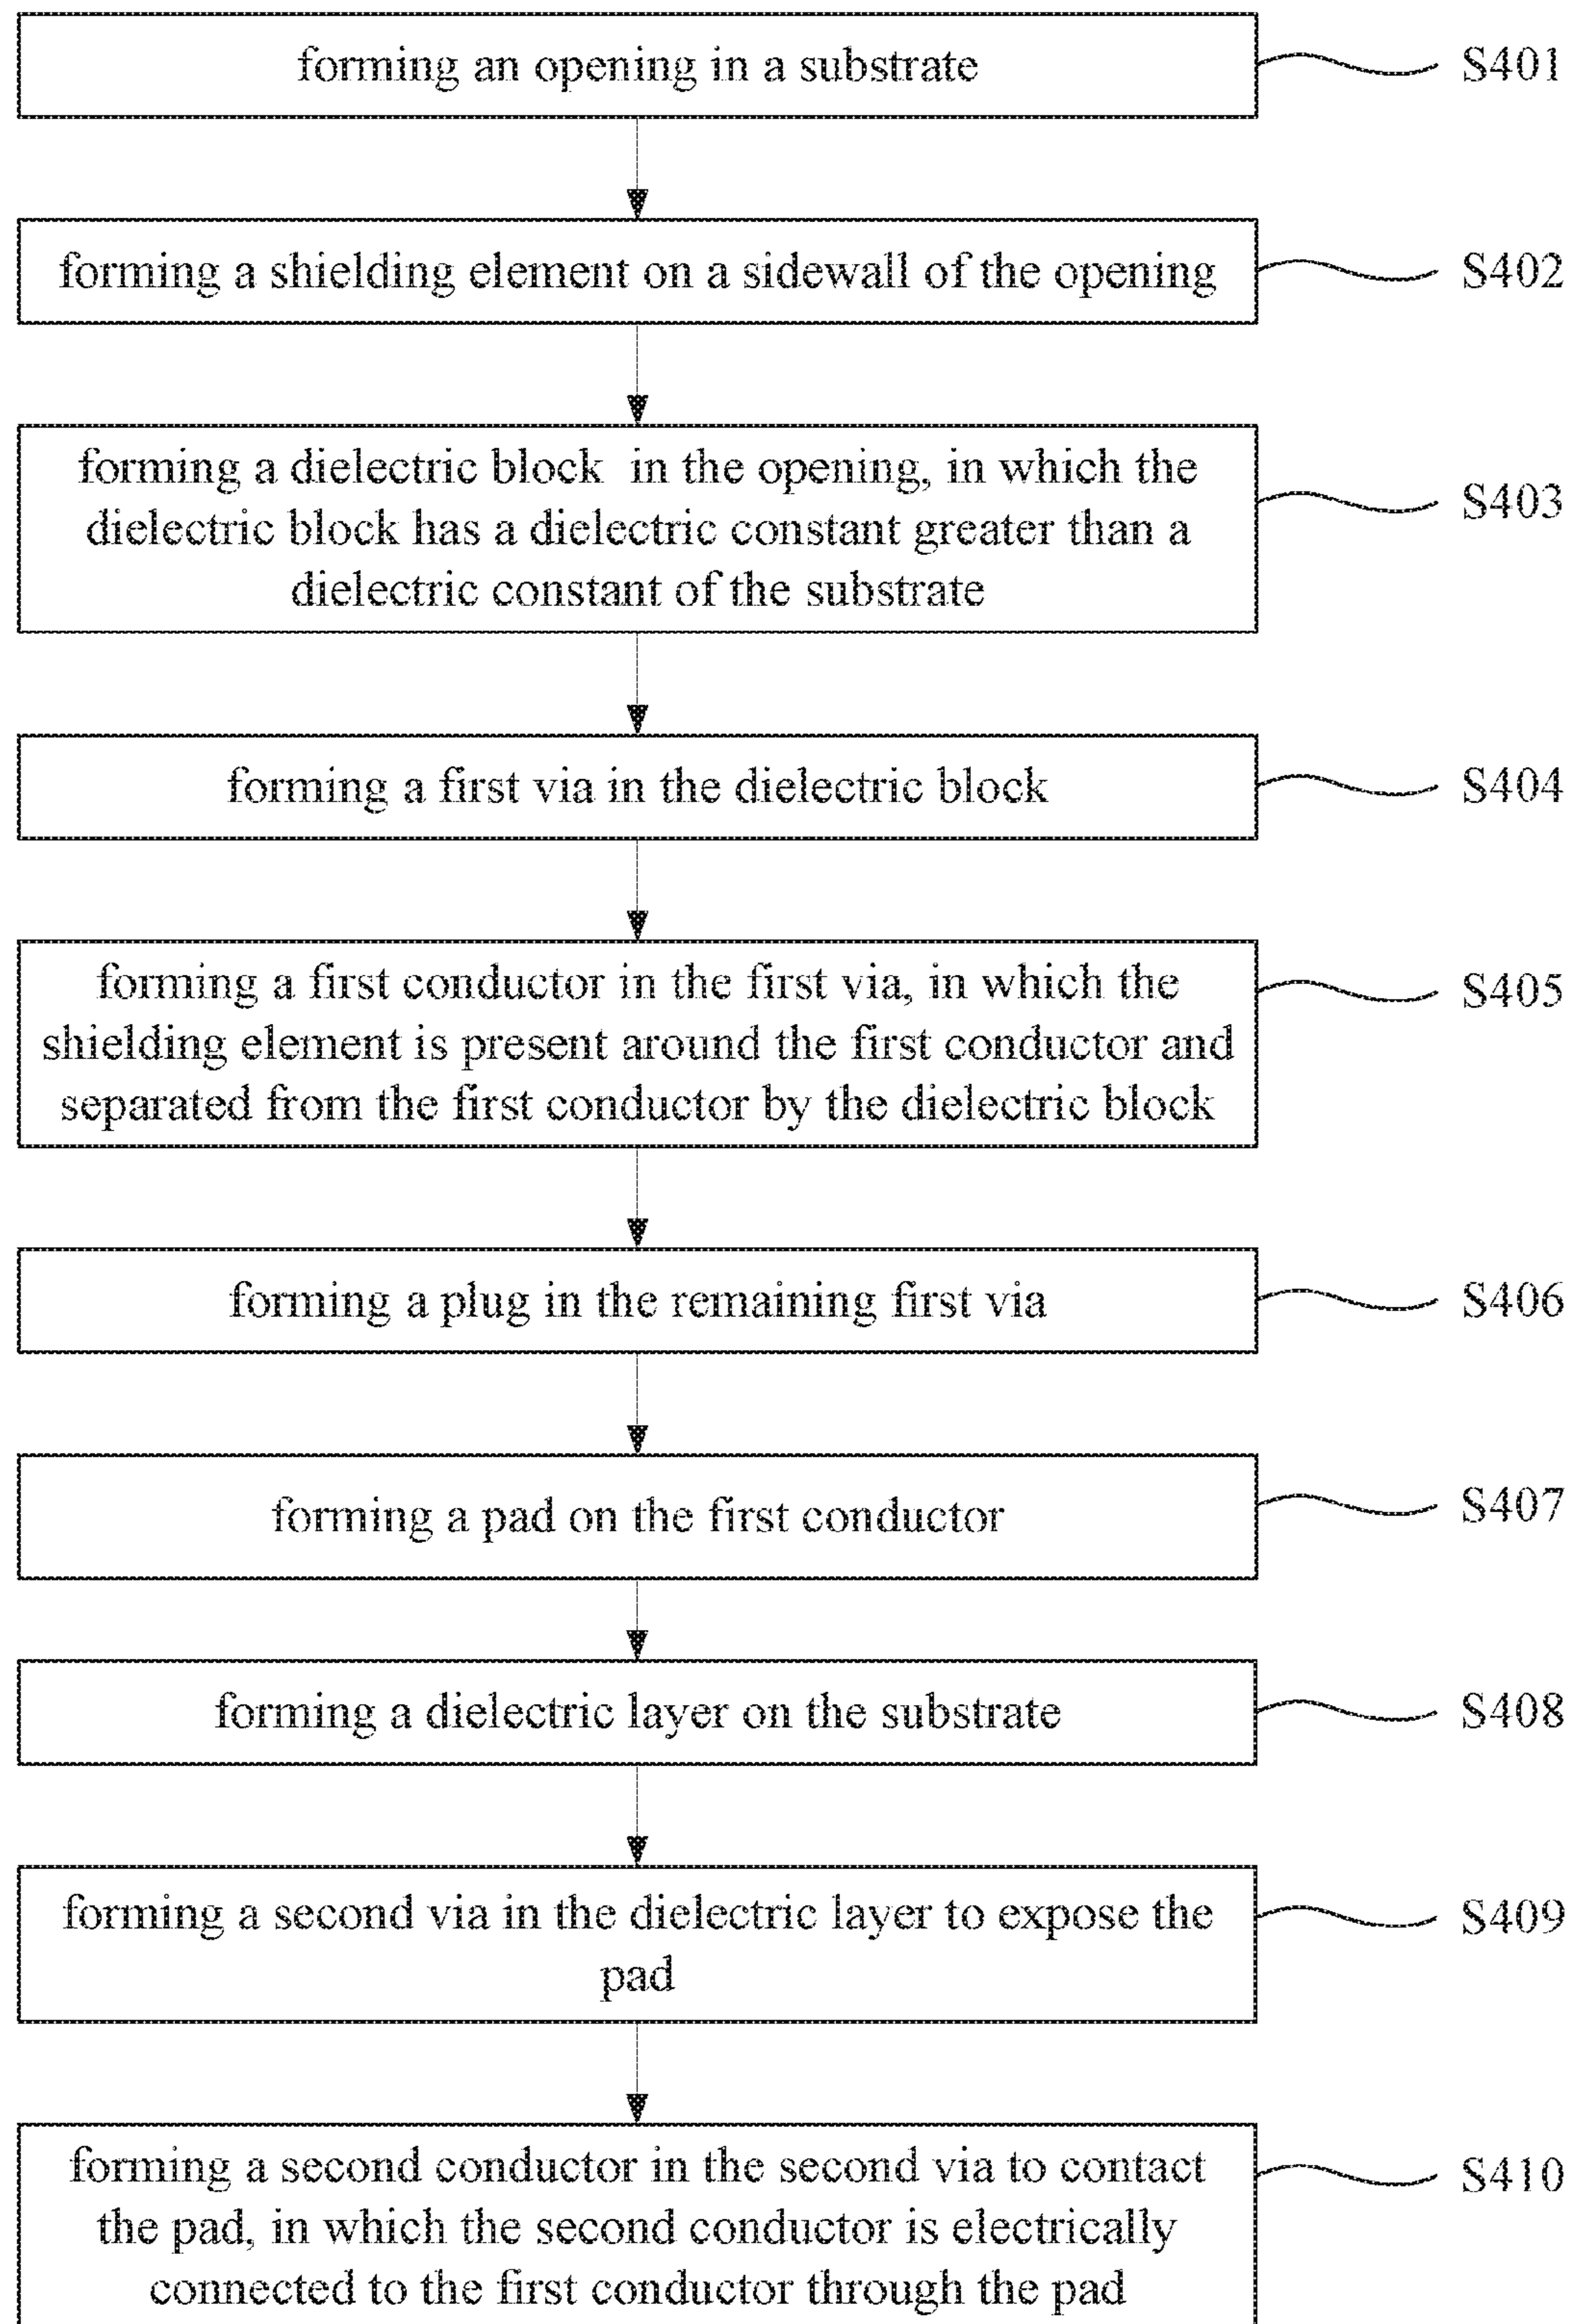 forming an opening in a substrate
S401
forming a shielding element on a sidewall of the opening
S402
forming a dielectric block in the opening, in which the
dielectric block has a dielectric constant greater than a
dielectric constant of the substrate
S403
forming a first via in the dielectric block
S404
forming a first conductor in the first via, in which the
shielding element is present around the first conductor and
separated from the first conductor by the dielectric block
S405
forming a plug in the remaining first via
S406
forming a pad on the first conductor
S407
forming a dielectric layer on the substrate
S408
forming a second via in the dielectric layer to expose the
pad
S409
forming a second conductor in the second via to contact
the pad, in which the second conductor is electrically
connected to the first conductor through the pad
S410